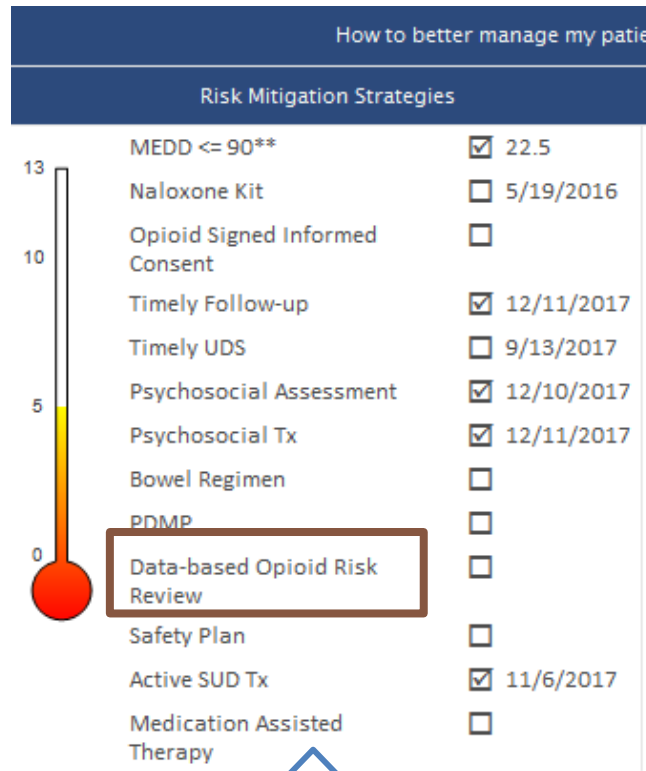 How to better manage my patie
Risk Mitigation Strategies
MEDD <= 90** ☑ 22.5
13
Naloxone Kit ☐ 5/19/2016
Opioid Signed Informed ☐
10
Consent
Timely Follow-up ☑ 12/11/2017
Timely UDS ☐ 9/13/2017
Psychosocial Assessment ☑ 12/10/2017
5
Psychosocial Tx ☑ 12/11/2017
Bowel Regimen ☐
PDMP ☐
0
Data-based Opioid Risk ☐
Review
Safety Plan ☐
Active SUD Tx ☑ 11/6/2017
Medication Assisted ☐
Therapy